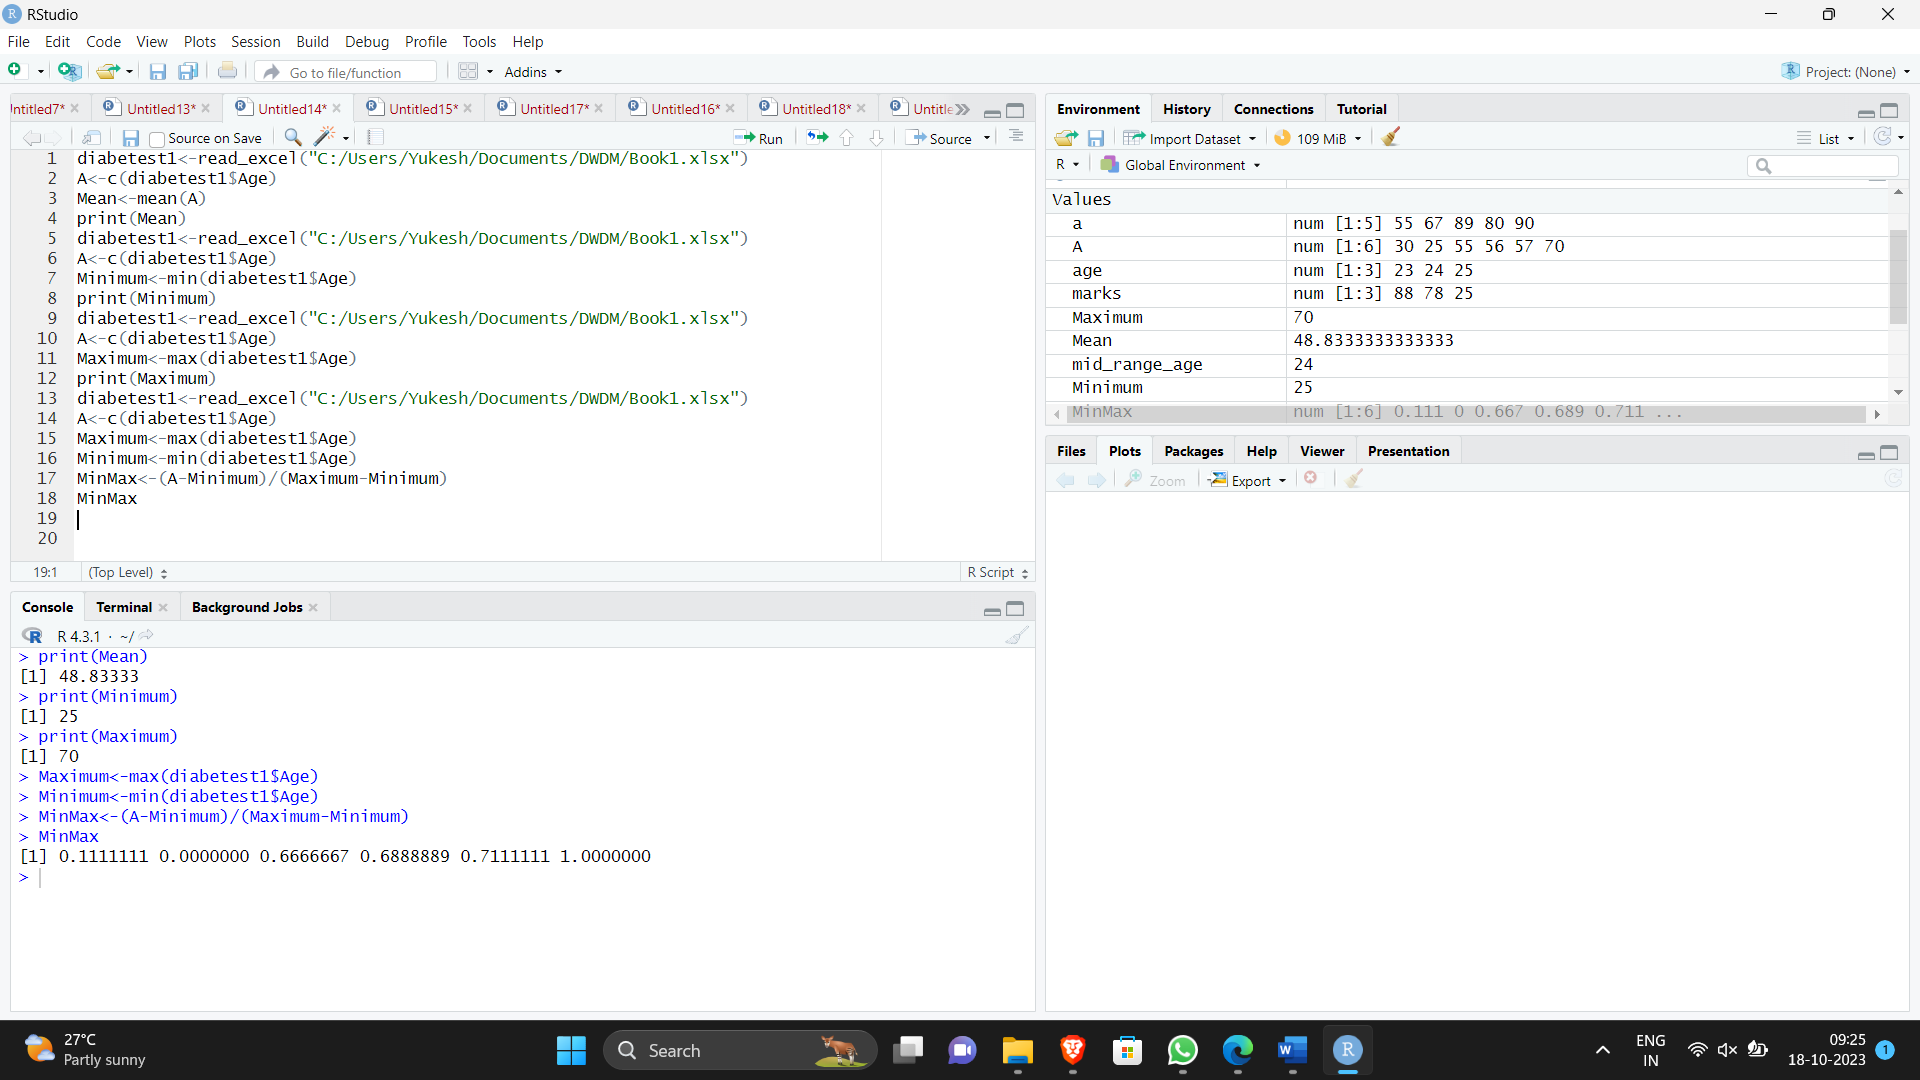 RStudio
File Edit Code View Plots Session Build Debug Profile Tools Help
Go to file/function Addins Project: (None)
ntitled7* Untitled13* Untitled14* Untitled15* Untitled17* Untitled16* Untitled18* Untitle
Source on Save Run Source
1 diabetest1<-read_excel("C:/Users/Yukesh/Documents/DWDM/Book1.xlsx")
2 A<-c(diabetest1$Age)
3 Mean<-mean(A)
4 print(Mean)
5 diabetest1<-read_excel("C:/Users/Yukesh/Documents/DWDM/Book1.xlsx")
6 A<-c(diabetest1$Age)
7 Minimum<-min(diabetest1$Age)
8 print(Minimum)
9 diabetest1<-read_excel("C:/Users/Yukesh/Documents/DWDM/Book1.xlsx")
10 A<-c(diabetest1$Age)
11 Maximum<-max(diabetest1$Age)
12 print(Maximum)
13 diabetest1<-read_excel("C:/Users/Yukesh/Documents/DWDM/Book1.xlsx")
14 A<-c(diabetest1$Age)
15 Maximum<-max(diabetest1$Age)
16 Minimum<-min(diabetest1$Age)
17 MinMax<-(A-Minimum)/(Maximum-Minimum)
18 MinMax
19
20
19:1 (Top Level) R Script
Console Terminal Background Jobs
R 4.3.1 · ~/
> print(Mean)
[1] 48.83333
> print(Minimum)
[1] 25
> print(Maximum)
[1] 70
> Maximum<-max(diabetest1$Age)
> Minimum<-min(diabetest1$Age)
> MinMax<-(A-Minimum)/(Maximum-Minimum)
> MinMax
[1] 0.1111111 0.0000000 0.6666667 0.6888889 0.7111111 1.0000000
>
Environment History Connections Tutorial
Import Dataset 109 MiB List
R Global Environment
Values
a num [1:5] 55 67 89 80 90
A num [1:6] 30 25 55 56 57 70
age num [1:3] 23 24 25
marks num [1:3] 88 78 25
Maximum 70
Mean 48.8333333333333
mid_range_age 24
Minimum 25
MinMax num [1:6] 0.111 0 0.667 0.689 0.711 ...
Files Plots Packages Help Viewer Presentation
Zoom Export
27°C
Partly sunny
Search
ENG
IN
09:25
18-10-2023
1